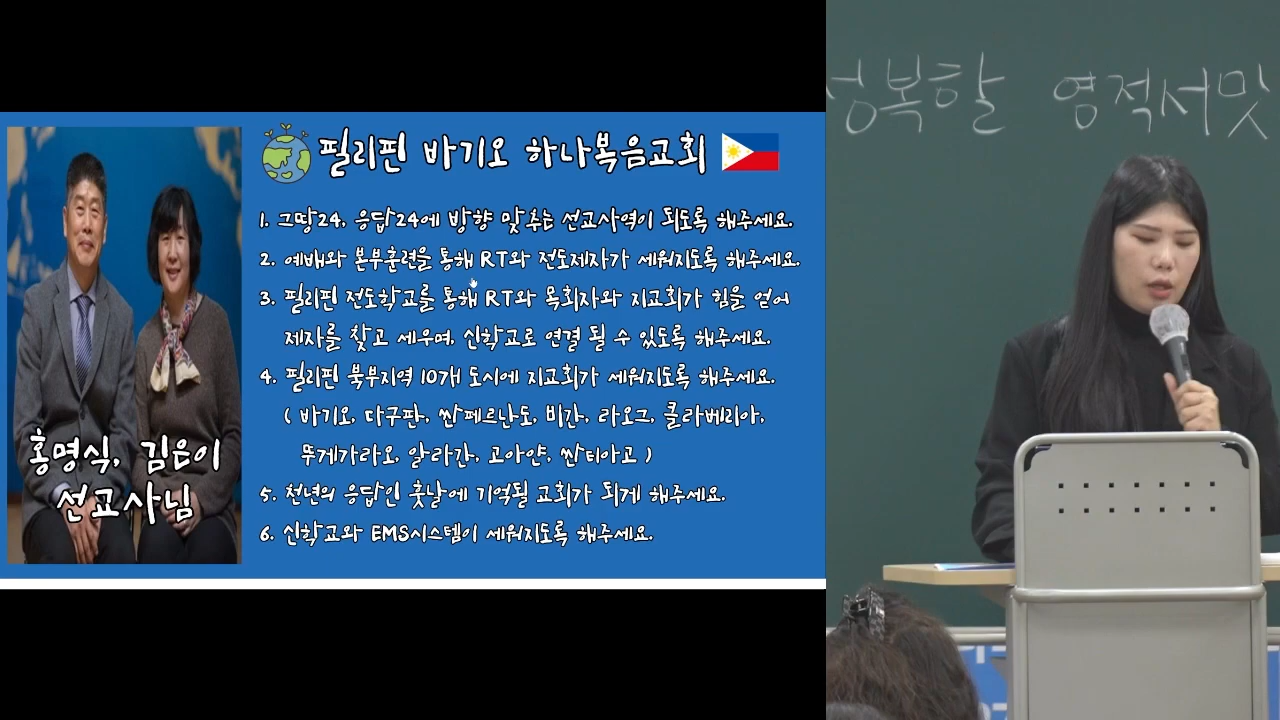 필리핀 바기오 하나복음교회
1. 그땅24, 응답24에 방향 맞추는 선교사역이 되도록 해주세요.
2. 예배와 본부훈련을 통해 RT와 전도제자가 세워지도록 해주세요.
3. 필리핀 전도학교를 통해 RT와 목회자와 지교회가 힘을 얻어
제자를 찾고 세우며, 신학교로 연결 될 수 있도록 해주세요.
4. 필리핀 북부지역 10개 도시에 지교회가 세워지도록 해주세요.
( 바기오, 다구판, 싼페르난도, 비간, 라오그, 클라베리아,
뚜게가라오, 알라간, 고아얀, 싼티아고 )
5. 천년의 응답인 훗날에 기억될 교회가 되게 해주세요.
6. 신학교와 EMS시스템이 세워지도록 해주세요.
홍명식, 김은이
선교사님
성복할 영적서밋